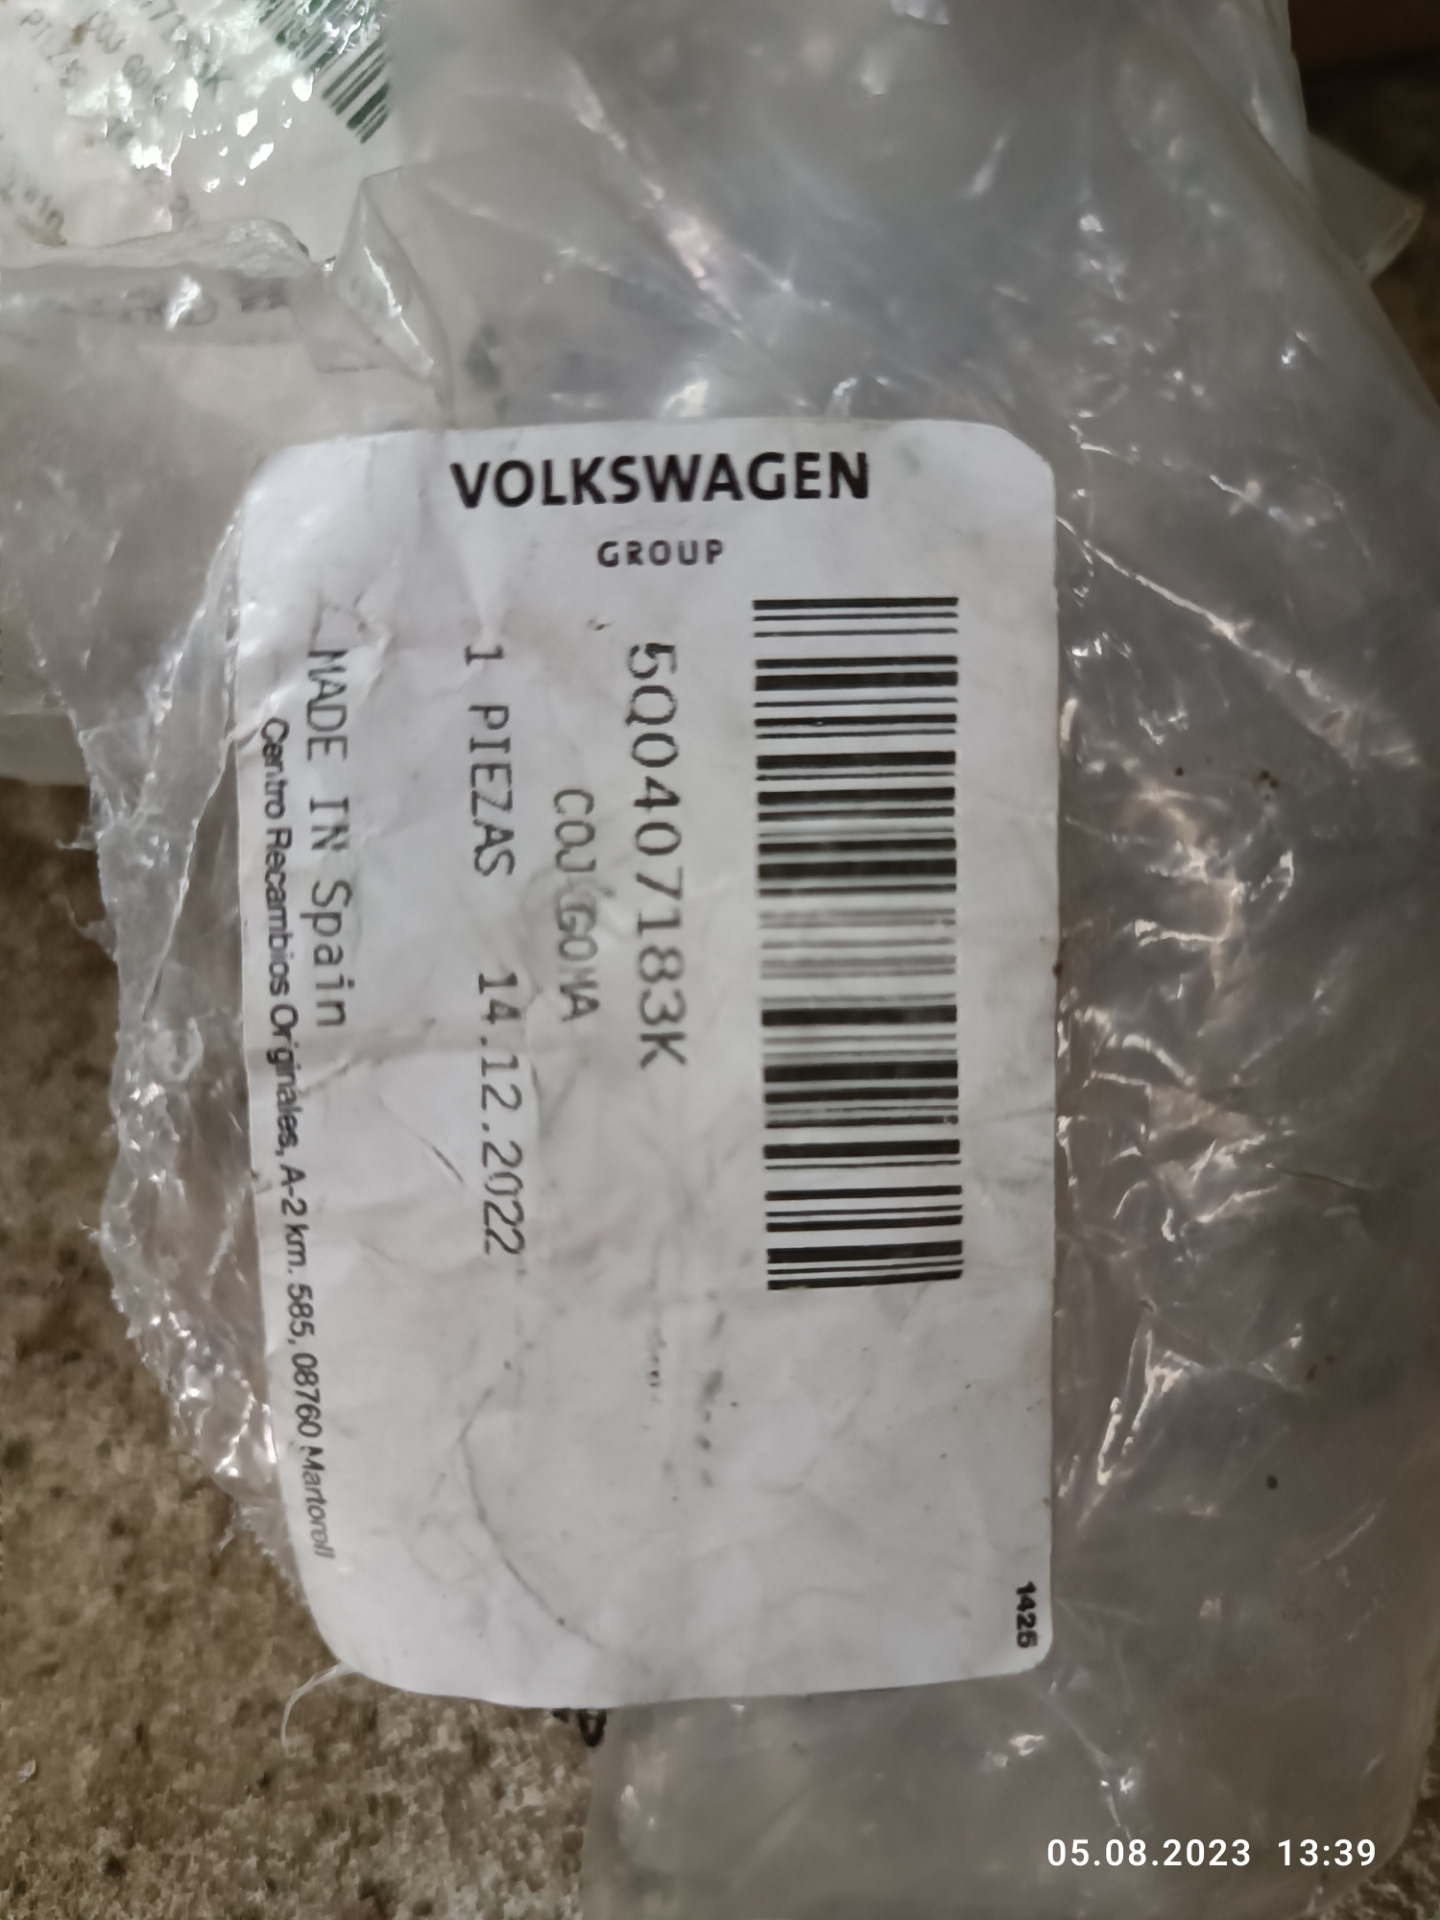 VOLKSWAGEN
GROUP
5Q0407183K
COJ GOMA
1 PIEZAS 14.12.2022
MADE IN Spain
Centro Recambios Originales, A-2 km. 585, 08760 Martorell
1425
05.08.2023 13:39